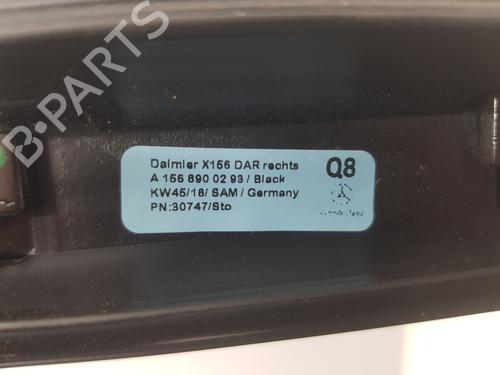 B-PARTS
Daimler X156 DAR rechts
Q8
A 156 890 02 93 / Black
KW45/18/ SAM / Germany
PN:30747/Sto